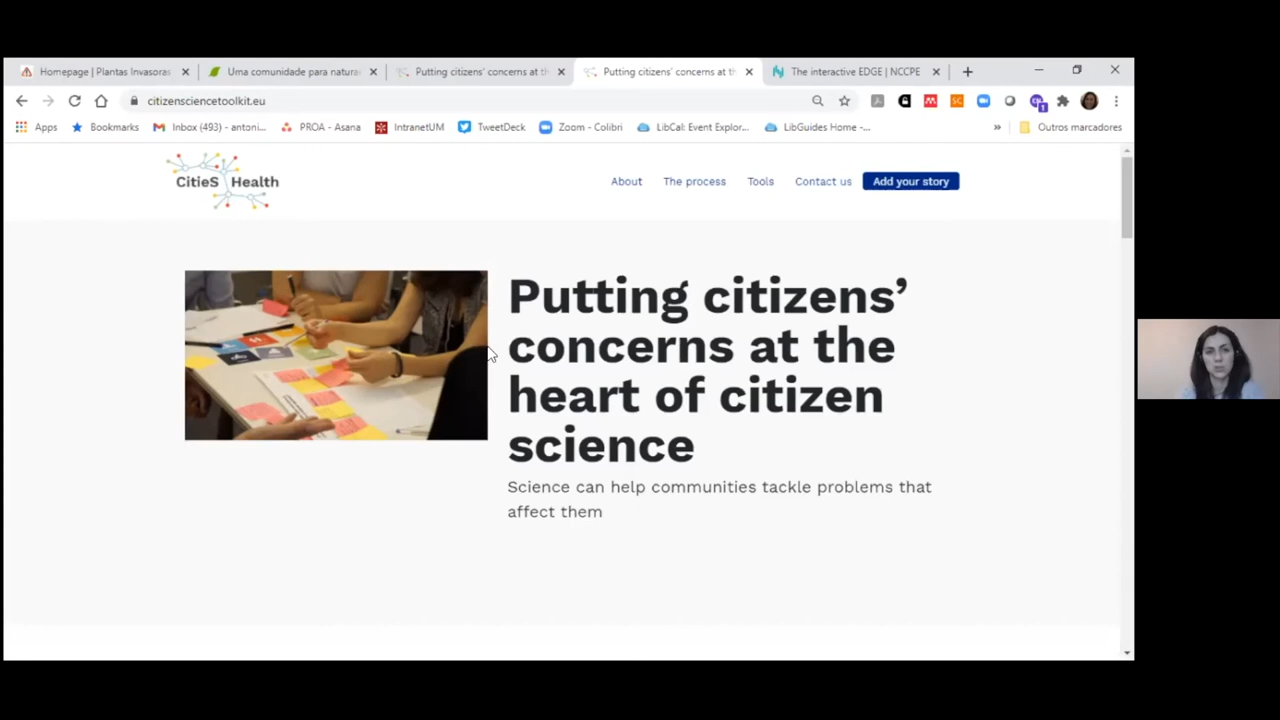 Homepage | Plantas Invasoras
Uma comunidade para natura
Putting citizens' concerns at th
Putting citizens' concerns at th
The interactive EDGE | NCCPE
citizensciencetoolkit.eu
Apps
Bookmarks
Inbox (493) - antoni...
PROA - Asana
IntranetUM
TweetDeck
Zoom - Colibri
LibCal: Event Explor...
LibGuides Home -...
»
Outros marcadores
CitieS Health
About
The process
Tools
Contact us
Add your story
Putting citizens’
concerns at the
heart of citizen
science
Science can help communities tackle problems that
affect them